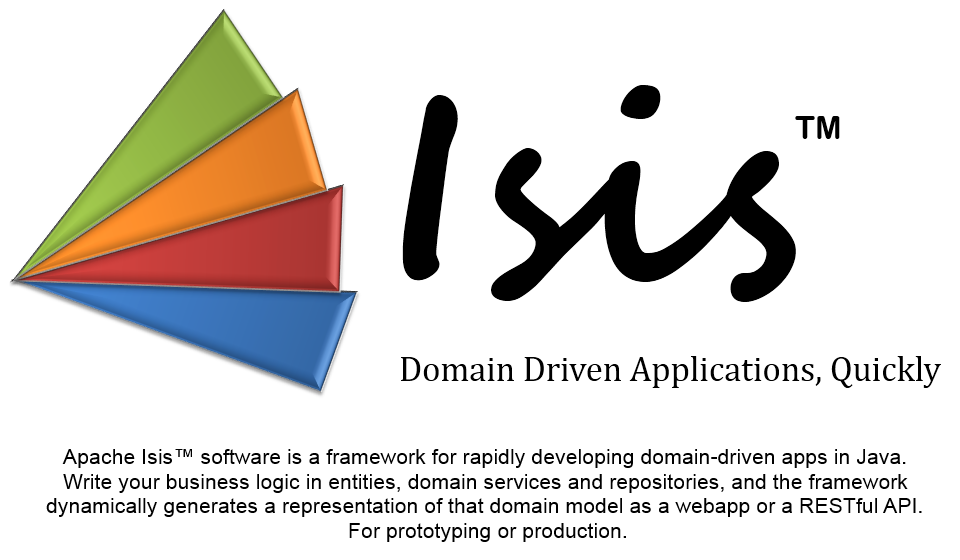 Isis™
Domain Driven Applications, Quickly
Apache Isis™ software is a framework for rapidly developing domain-driven apps in Java.
Write your business logic in entities, domain services and repositories, and the framework
dynamically generates a representation of that domain model as a webapp or a RESTful API.
For prototyping or production.